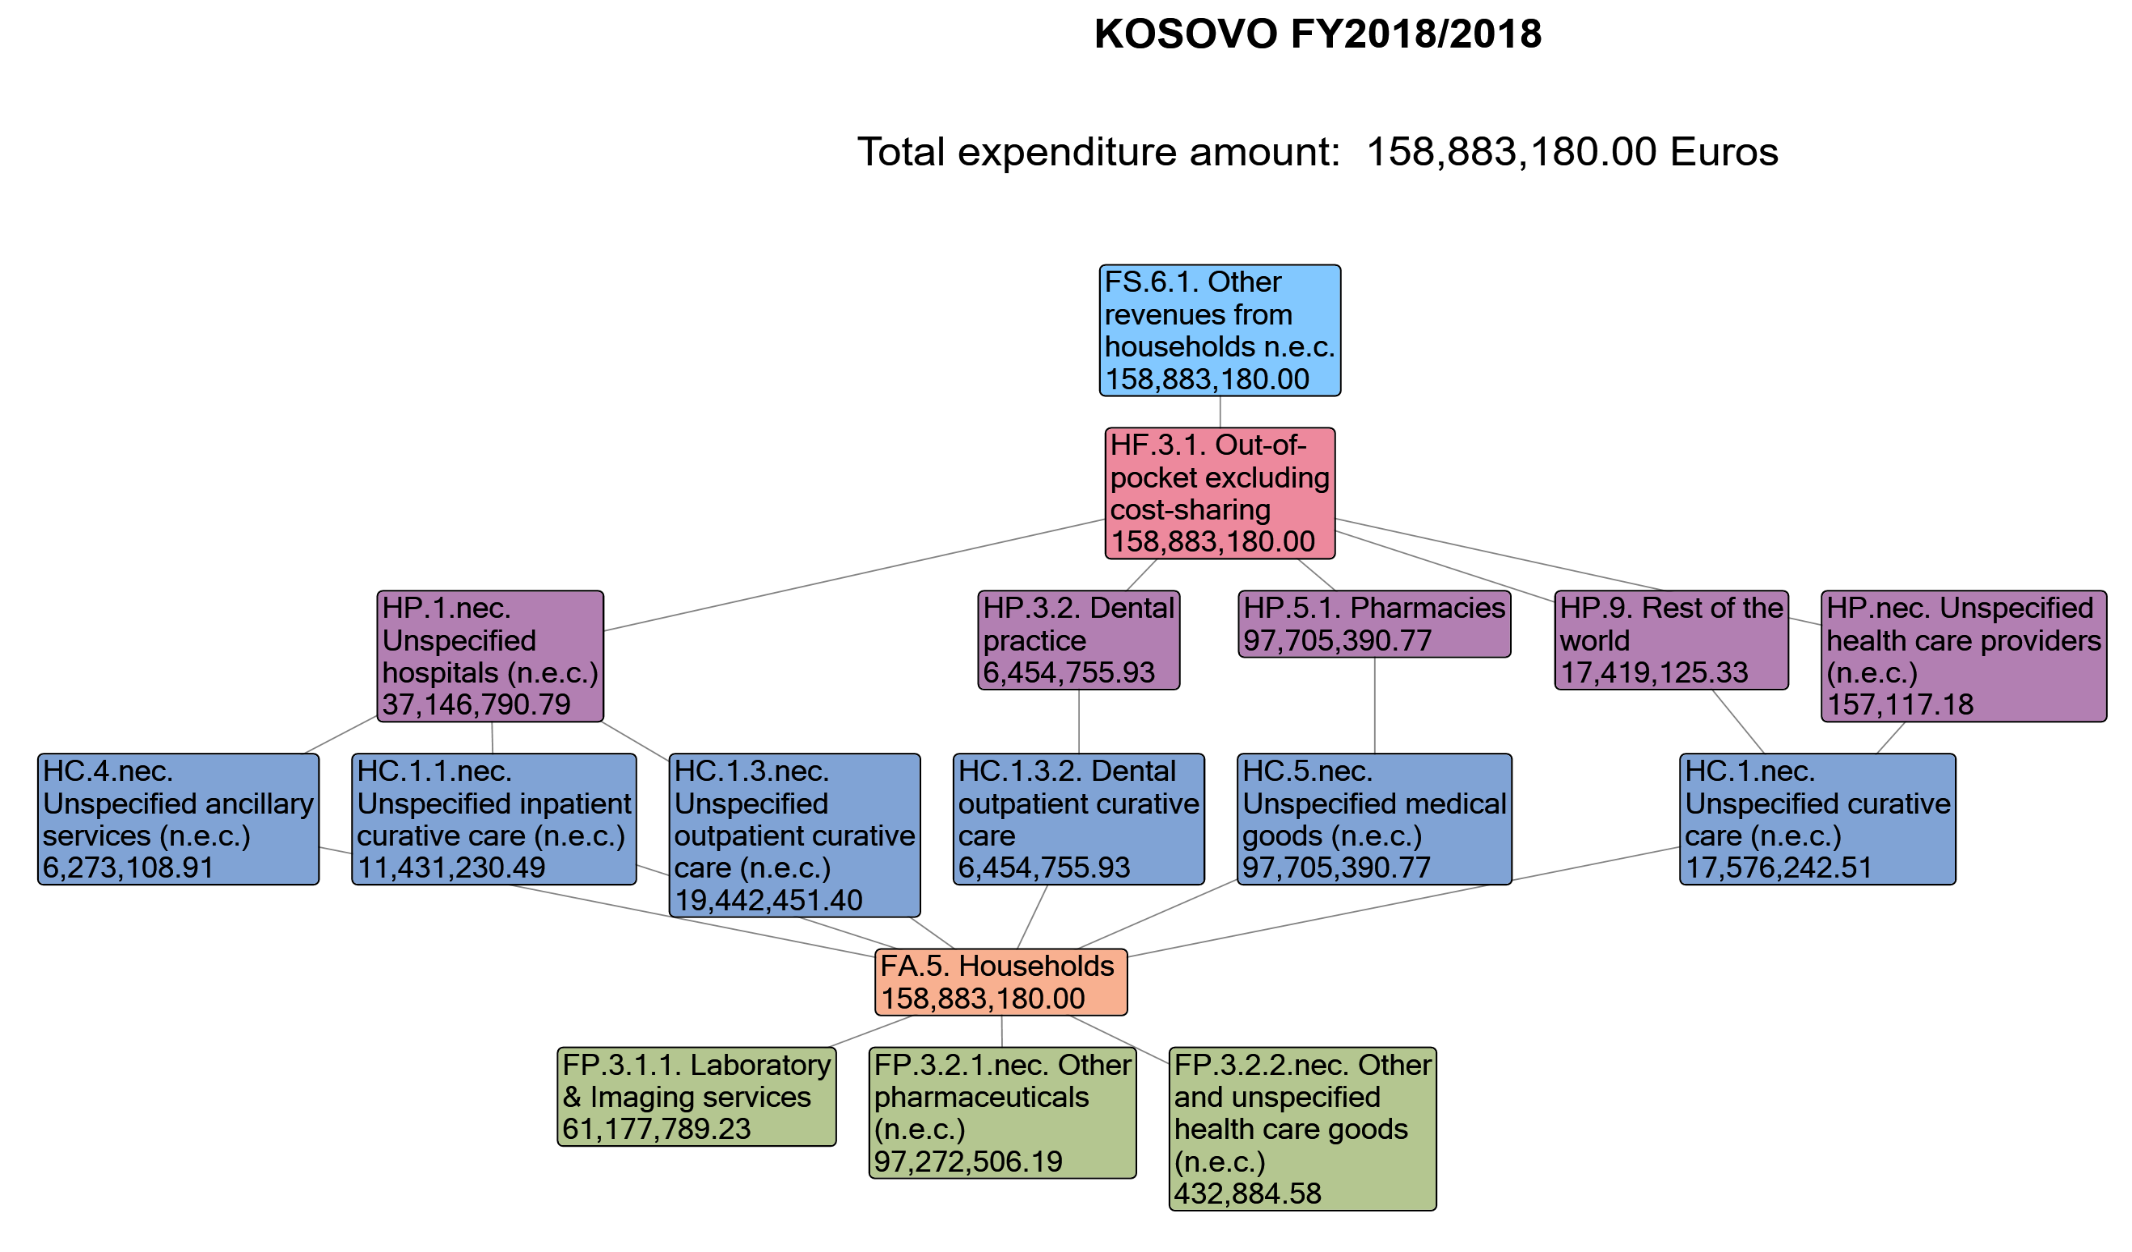 KOSOVO FY2018/2018
Total expenditure amount:  158,883,180.00 Euros
FS.6.1. Other
revenues from
households n.e.c.
158,883,180.00
HF.3.1. Out-of-
pocket excluding
cost-sharing
158,883,180.00
HP.1.nec.
Unspecified
hospitals (n.e.c.)
37,146,790.79
HP.3.2. Dental
practice
6,454,755.93
HP.5.1. Pharmacies
97,705,390.77
HP.9. Rest of the
world
17,419,125.33
HP.nec. Unspecified
health care providers
(n.e.c.)
157,117.18
HC.4.nec.
Unspecified ancillary
services (n.e.c.)
6,273,108.91
HC.1.1.nec.
Unspecified inpatient
curative care (n.e.c.)
11,431,230.49
HC.1.3.nec.
Unspecified
outpatient curative
care (n.e.c.)
19,442,451.40
HC.1.3.2. Dental
outpatient curative
care
6,454,755.93
HC.5.nec.
Unspecified medical
goods (n.e.c.)
97,705,390.77
HC.1.nec.
Unspecified curative
care (n.e.c.)
17,576,242.51
FA.5. Households
158,883,180.00
FP.3.1.1. Laboratory
& Imaging services
61,177,789.23
FP.3.2.1.nec. Other
pharmaceuticals
(n.e.c.)
97,272,506.19
FP.3.2.2.nec. Other
and unspecified
health care goods
(n.e.c.)
432,884.58